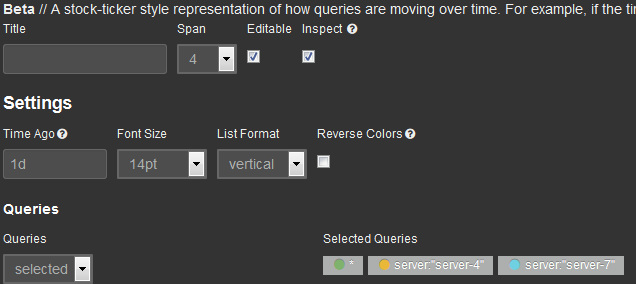 Beta // A stock-ticker style representation of how queries are moving over time. For example, if the
Title Span Editable Inspect
4
Settings
Time Ago Font Size List Format Reverse Colors
1d 14pt vertical
Queries
Queries Selected Queries
selected * server:"server-4" server:"server-7"